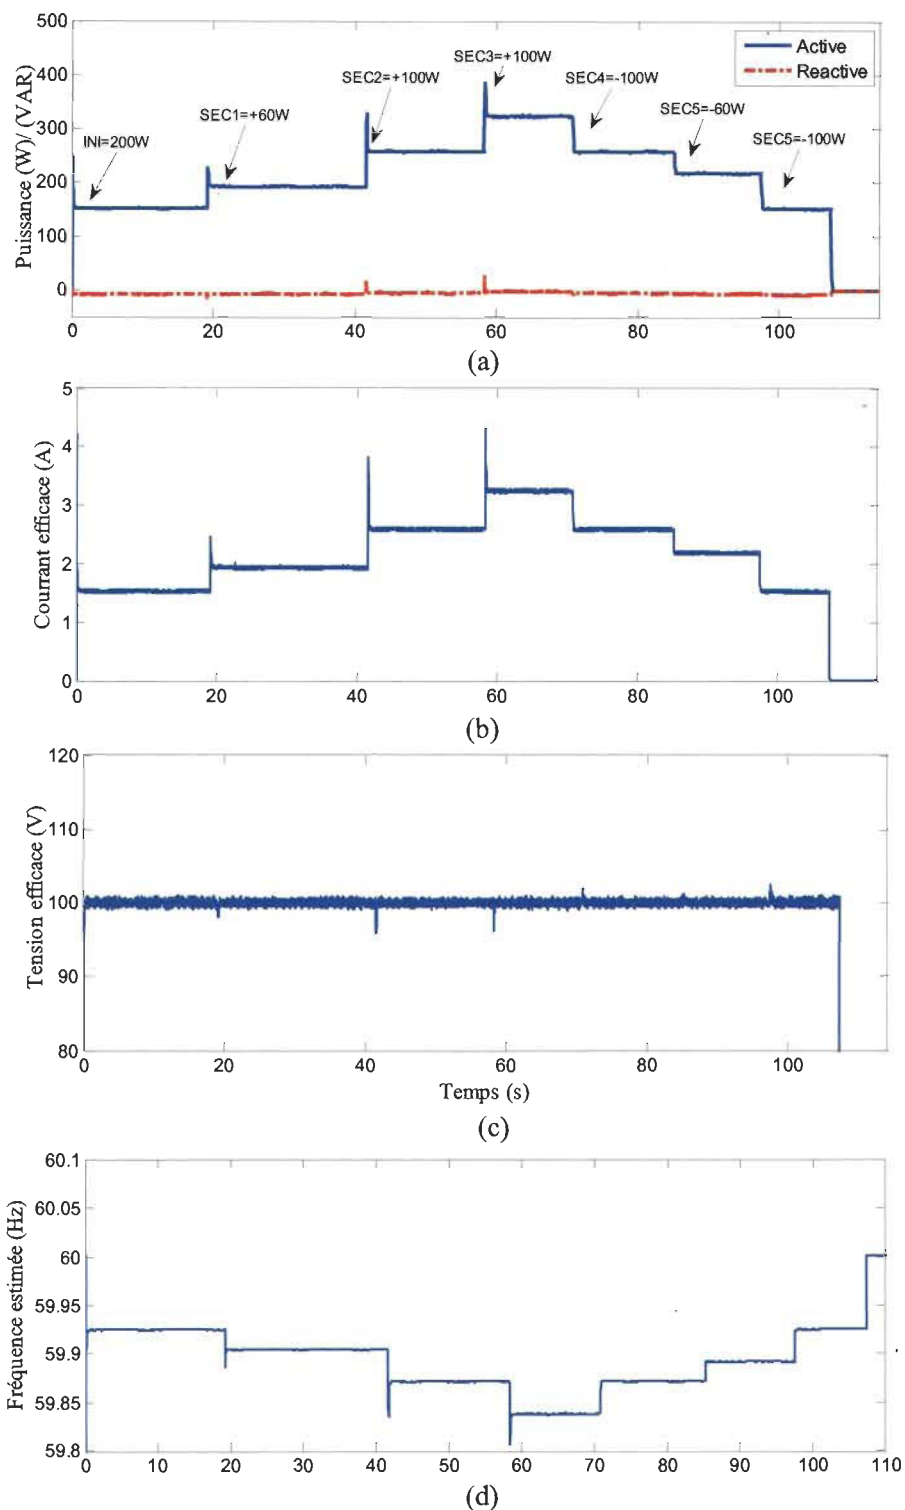 500
400
300
200
100
0
Puissance (W)/ (VAR)
INI=200W
SEC1=+60W
SEC2=+100W
SEC3=+100W
SEC4=-100W
SEC5=-60W
SEC5=-100W
Active
Reactive
0 20 40 60 80 100
(a)
5
4
3
2
1
0
Courrant efficace (A)
0 20 40 60 80 100
(b)
120
110
100
90
80
Tension efficace (V)
0 20 40 60 80 100
Temps (s)
(c)
60.1
60.05
60
59.95
59.9
59.85
59.8
Fréquence estimée (Hz)
0 10 20 30 40 50 60 70 80 90 100 110
(d)